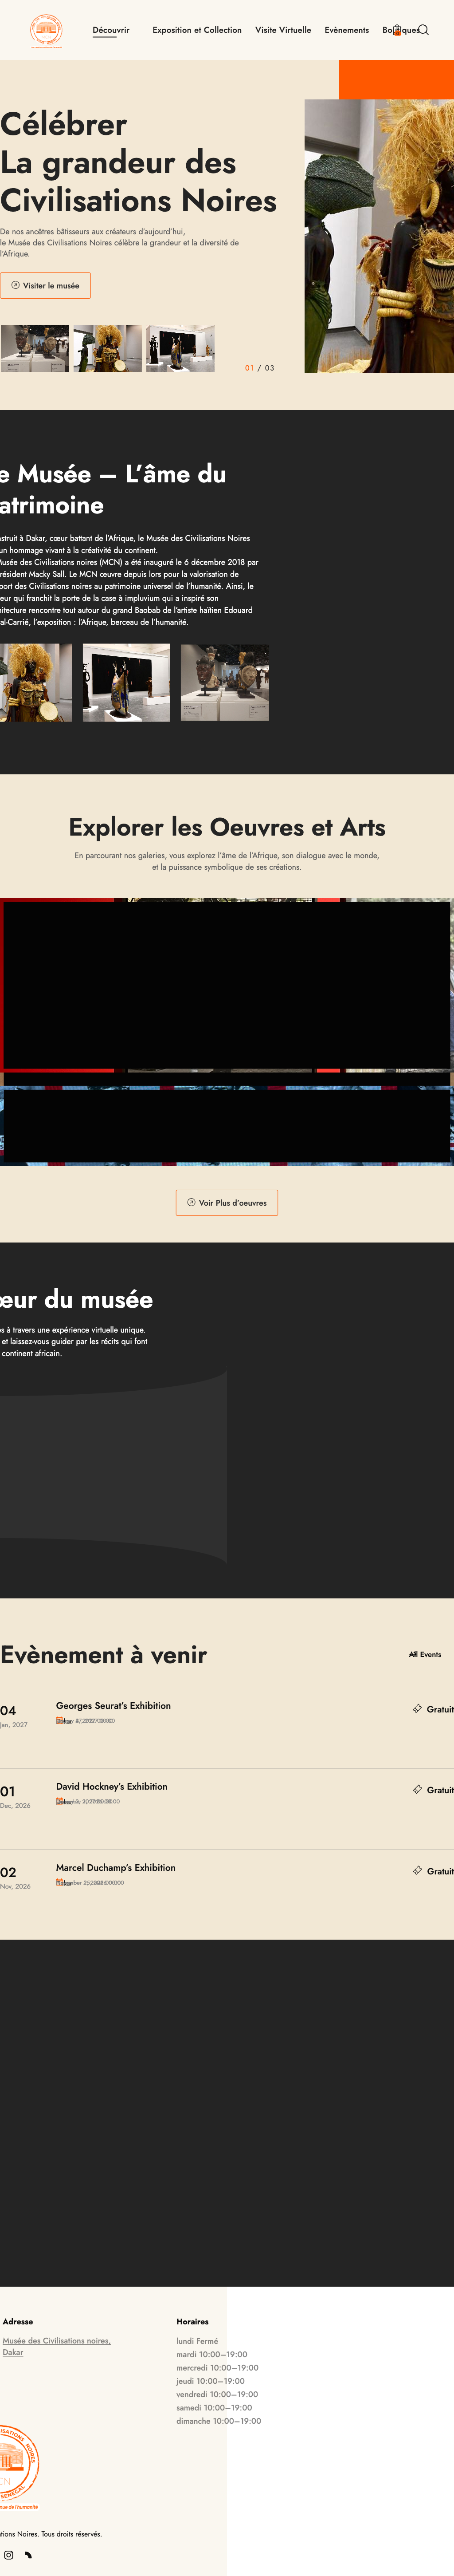 Découvrir
Exposition et Collection
Visite Virtuelle
Evènements
Boutiques
Célébrer
La grandeur des
Civilisations Noires
De nos ancêtres bâtisseurs aux créateurs d'aujourd'hui,
le Musée des Civilisations Noires célèbre la grandeur et la diversité de
l'Afrique.
Visiter le musée
01 / 03
e Musée – L'âme du
atrimoine
struit à Dakar, cœur battant de l'Afrique, le Musée des Civilisations Noires
un hommage vivant à la créativité du continent.
Musée des Civilisations noires (MCN) a été inauguré le 6 décembre 2018 par
résident Macky Sall. Le MCN œuvre depuis lors pour la valorisation de
port des Civilisations noires au patrimoine universel de l'humanité. Ainsi, le
eur qui franchit la porte de la case à impluvium qui a inspiré son
hitecture rencontre tout autour du grand Baobab de l'artiste haïtien Edouard
al-Carrié, l'exposition : l'Afrique, berceau de l'humanité.
Explorer les Oeuvres et Arts
En parcourant nos galeries, vous explorez l'âme de l'Afrique, son dialogue avec le monde,
et la puissance symbolique de ses créations.
Voir Plus d'oeuvres
œur du musée
s à travers une expérience virtuelle unique.
et laissez-vous guider par les récits qui font
continent africain.
Evènement à venir
All Events
04
Jan, 2027
Georges Seurat's Exhibition
Gratuit
01
Dec, 2026
David Hockney's Exhibition
Gratuit
02
Nov, 2026
Marcel Duchamp's Exhibition
Gratuit
Adresse
Musée des Civilisations noires,
Dakar
Horaires
lundi Fermé
mardi 10:00–19:00
mercredi 10:00–19:00
jeudi 10:00–19:00
vendredi 10:00–19:00
samedi 10:00–19:00
dimanche 10:00–19:00
ations Noires. Tous droits réservés.